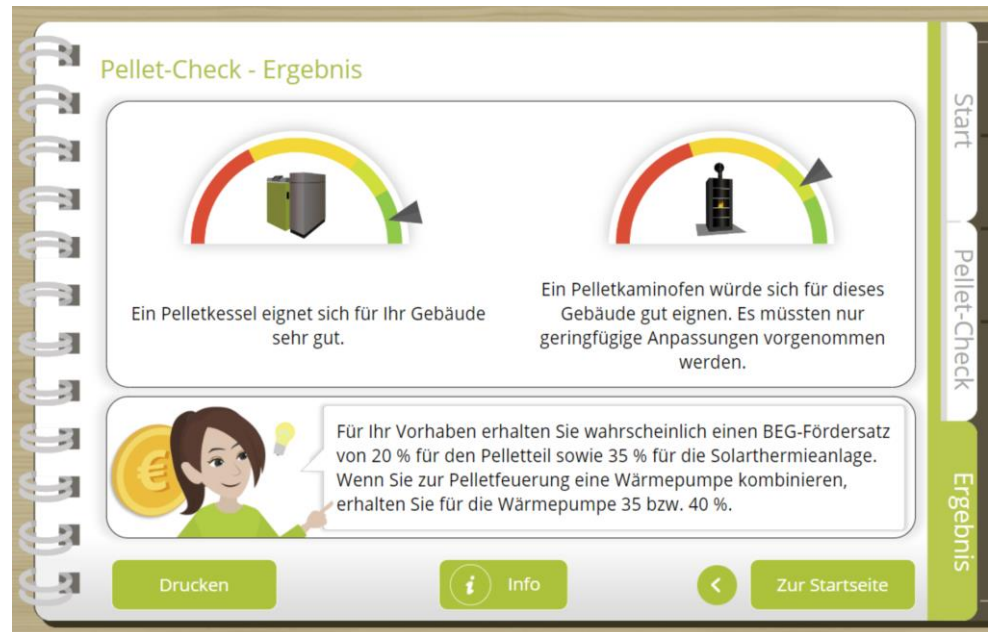 Pellet-Check - Ergebnis
Ein Pelletkessel eignet sich für Ihr Gebäude
sehr gut.
Ein Pelletkaminofen würde sich für dieses
Gebäude gut eignen. Es müssten nur
geringfügige Anpassungen vorgenommen
werden.
€
Für Ihr Vorhaben erhalten Sie wahrscheinlich einen BEG-Fördersatz
von 20 % für den Pelletteil sowie 35 % für die Solarthermieanlage.
Wenn Sie zur Pelletfeuerung eine Wärmepumpe kombinieren,
erhalten Sie für die Wärmepumpe 35 bzw. 40 %.
Drucken
i Info
<
Zur Startseite
Start
Pellet-Check
Ergebnis